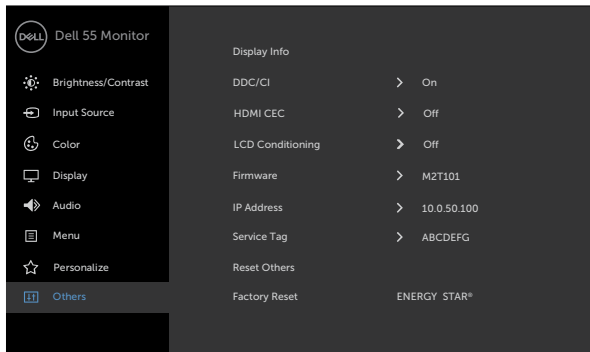 DELL Dell 55 Monitor
Display Info
Brightness/Contrast DDC/CI > On
Input Source HDMI CEC > Off
Color LCD Conditioning > Off
Display Firmware > M2T101
Audio IP Address > 10.0.50.100
Menu Service Tag > ABCDEFG
Personalize Reset Others
Others Factory Reset ENERGY STAR®